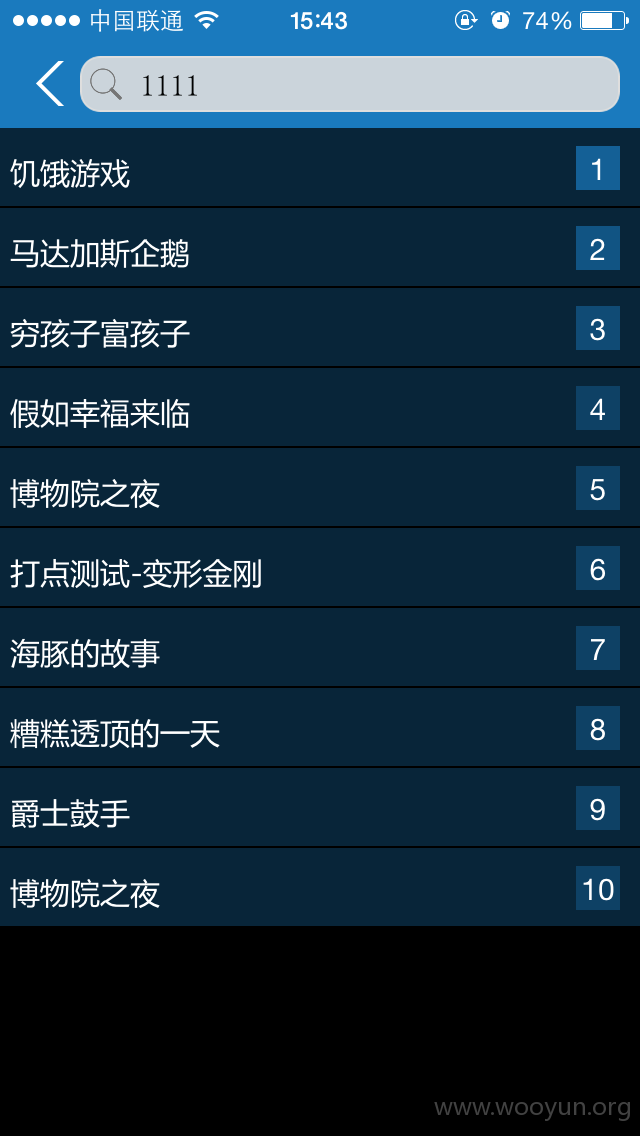 中国联通 15:43 74%
1111
饥饿游戏 1
马达加斯企鹅 2
穷孩子富孩子 3
假如幸福来临 4
博物院之夜 5
打点测试-变形金刚 6
海豚的故事 7
糟糕透顶的一天 8
爵士鼓手 9
博物院之夜 10
www.wooyun.org